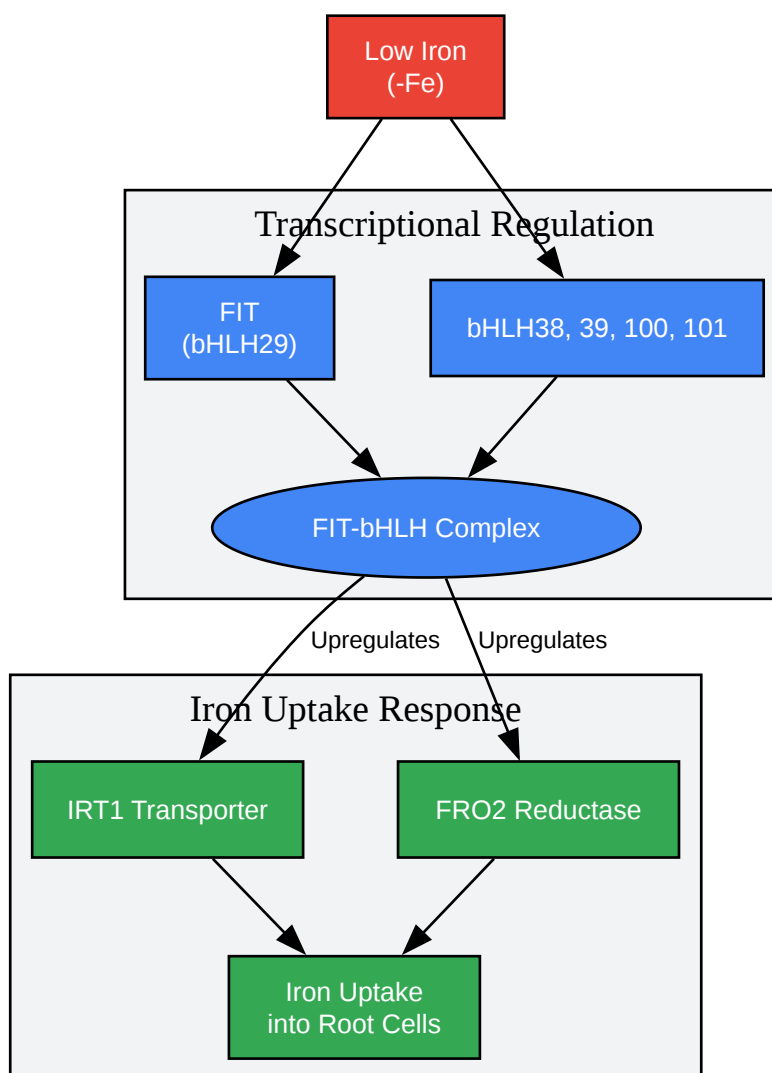 Low Iron
(-Fe)
Transcriptional Regulation
FIT
(bHLH29)
bHLH38, 39, 100, 101
FIT-bHLH Complex
Upregulates
Upregulates
Iron Uptake Response
IRT1 Transporter
FRO2 Reductase
Iron Uptake
into Root Cells